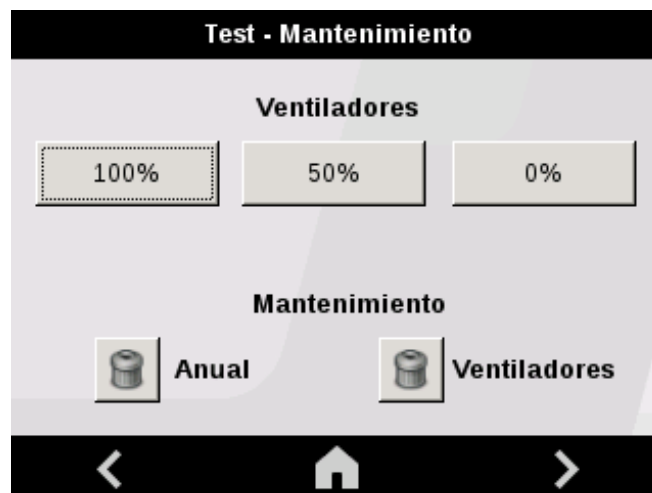 Test - Mantenimiento
Ventiladores
100% 50% 0%
Mantenimiento
Anual Ventiladores